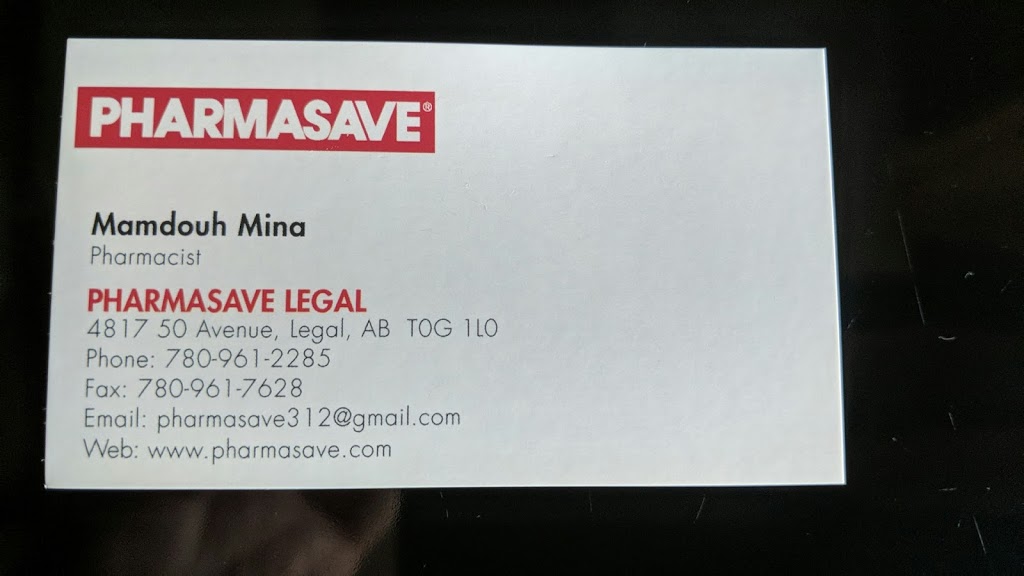 PHARMASAVE®
Mamdouh Mina
Pharmacist
PHARMASAVE LEGAL
4817 50 Avenue, Legal, AB T0G 1L0
Phone: 780-961-2285
Fax: 780-961-7628
Email: pharmasave312@gmail.com
Web: www.pharmasave.com